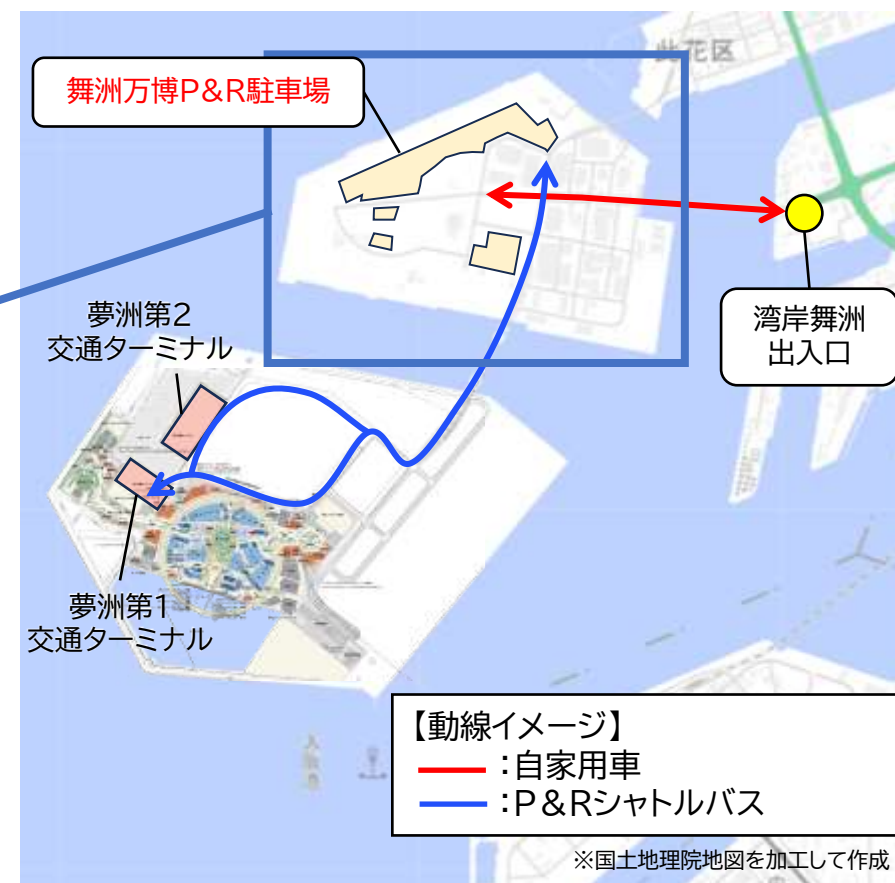 此花区
舞洲万博P&R駐車場
夢洲第2
交通ターミナル
湾岸舞洲
出入口
夢洲第1
交通ターミナル
【動線イメージ】
:自家用車
:P&Rシャトルバス
※国土地理院地図を加工して作成